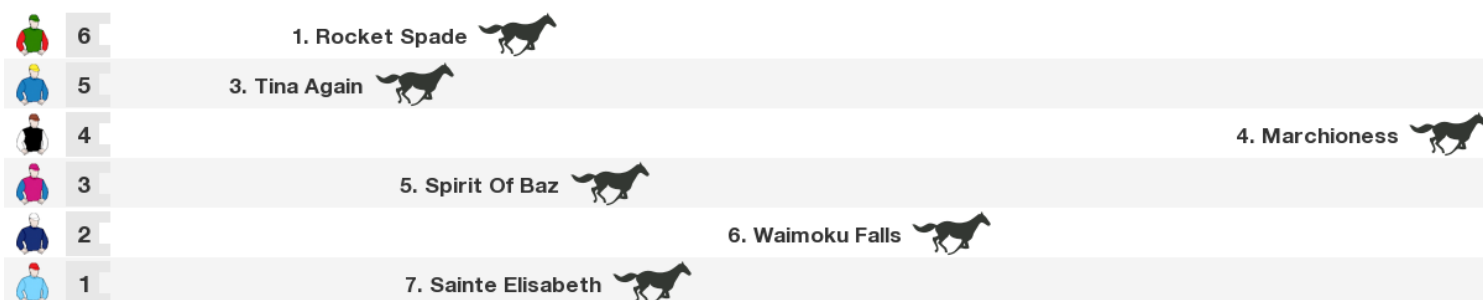 6 1. Rocket Spade
5 3. Tina Again
4 4. Marchioness
3 5. Spirit Of Baz
2 6. Waimoku Falls
1 7. Sainte Elisabeth